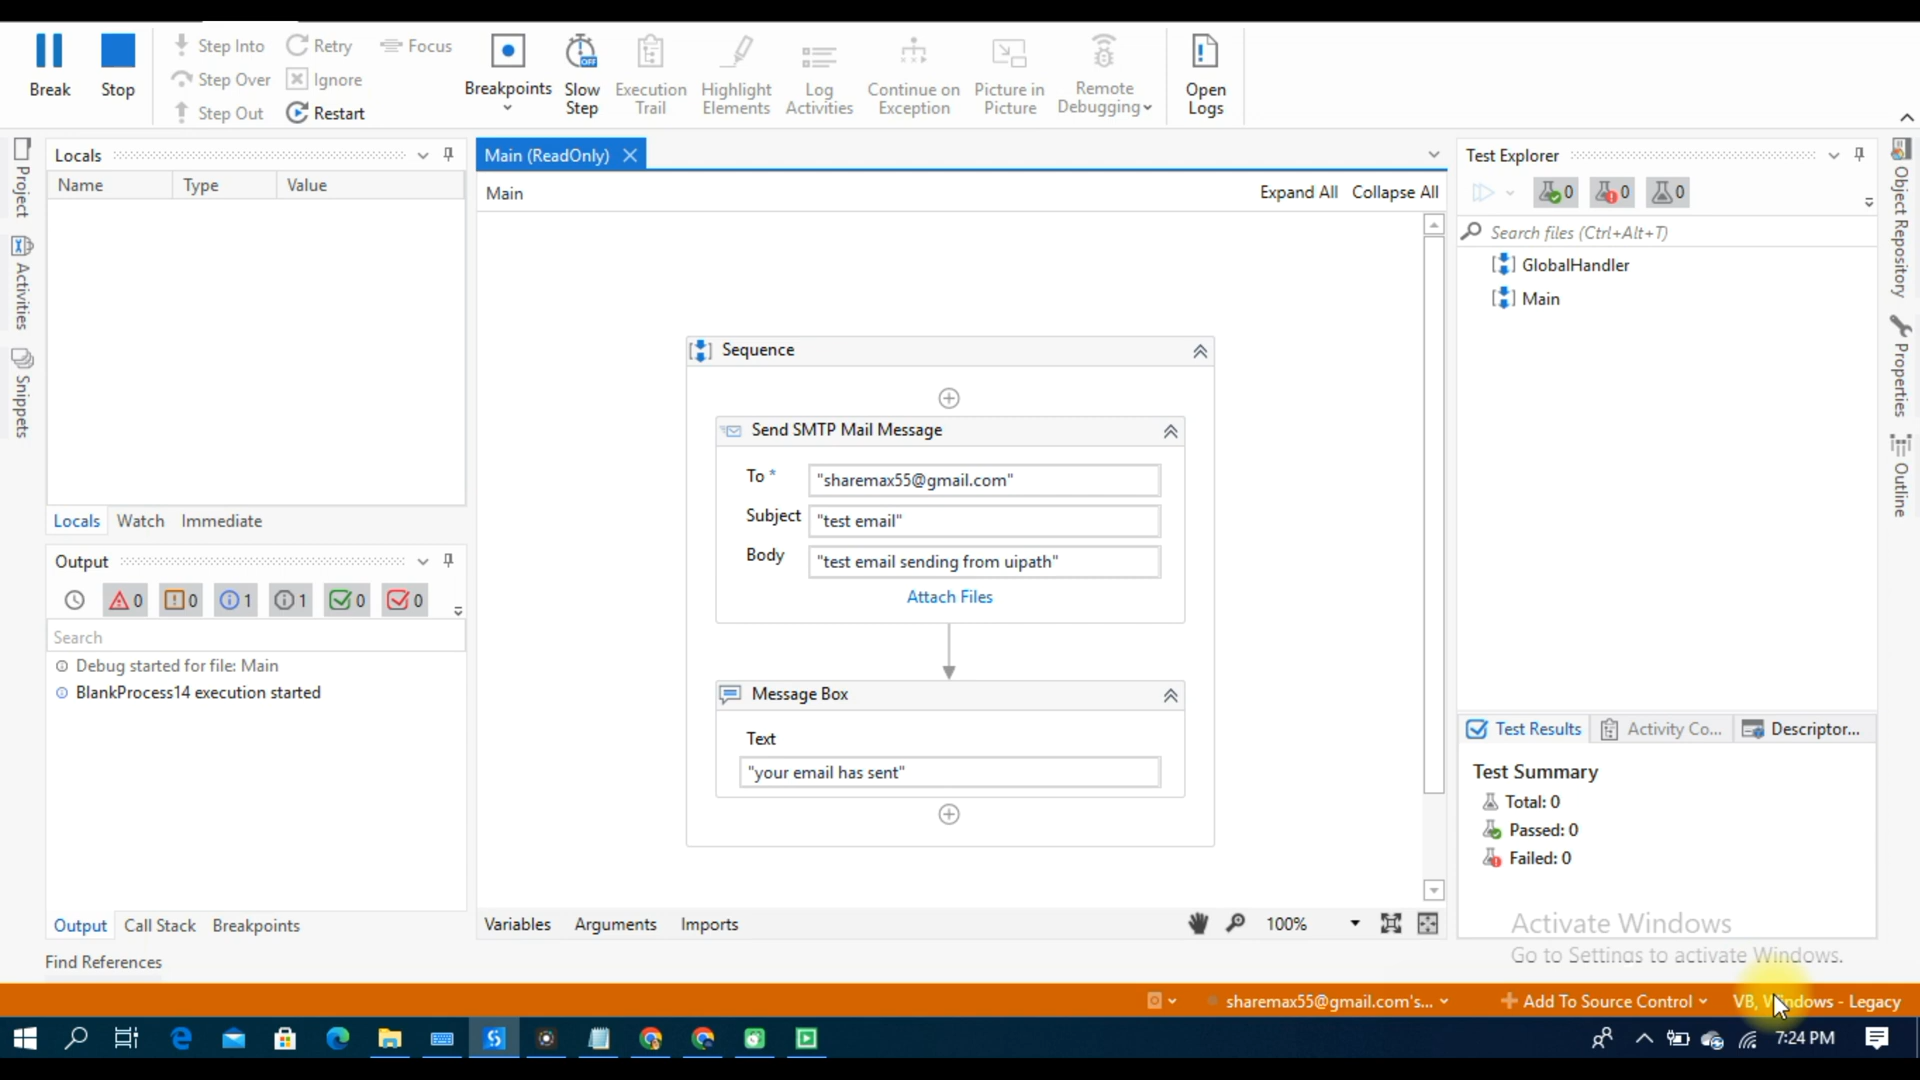 Break
Stop
Step Into
Step Over
Step Out
Retry
Ignore
Restart
Focus
Breakpoints
OFF
Slow
Step
Execution
Trail
Highlight
Elements
Log
Activities
Continue on
Exception
Picture in
Picture
Remote
Debugging
Open
Logs
Project
Activities
Snippets
Locals
Name Type Value
Locals Watch Immediate
Output
0 0 1 1 0 0
Search
Debug started for file: Main
BlankProcess14 execution started
Output Call Stack Breakpoints
Find References
Main (ReadOnly)
Main
Expand All Collapse All
Sequence
Send SMTP Mail Message
To * "sharemax55@gmail.com"
Subject "test email"
Body "test email sending from uipath"
Attach Files
Message Box
Text
"your email has sent"
Variables Arguments Imports
100%
Test Explorer
0 0 0
Search files (Ctrl+Alt+T)
GlobalHandler
Main
Test Results Activity Co... Descriptor...
Test Summary
Total: 0
Passed: 0
Failed: 0
Activate Windows
Go to Settings to activate Windows.
Object Repository
Properties
Outline
sharemax55@gmail.com's...
Add To Source Control
VB, Windows - Legacy
7:24 PM